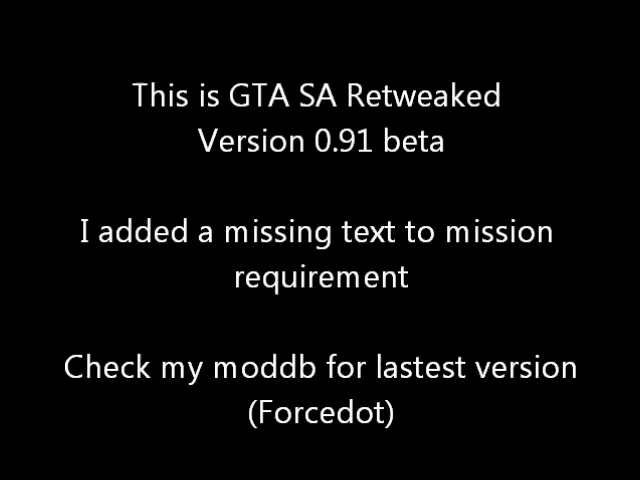 This is GTA SA Retweaked
Version 0.91 beta
I added a missing text to mission
requirement
Check my moddb for lastest version
(Forcedot)